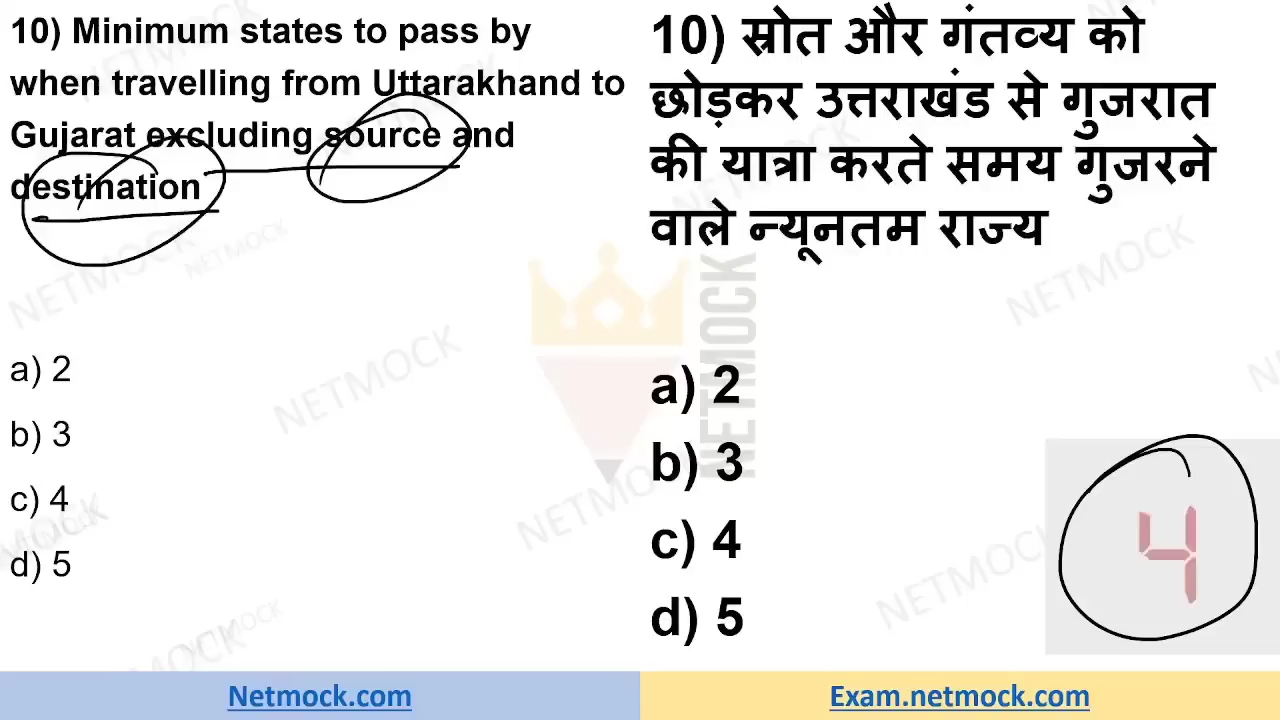 10) Minimum states to pass by
when travelling from Uttarakhand to
Gujarat excluding source and
destination
a) 2
b) 3
c) 4
d) 5
10) स्रोत और गंतव्य को
छोड़कर उत्तराखंड से गुजरात
की यात्रा करते समय गुजरने
वाले न्यूनतम राज्य
a) 2
b) 3
c) 4
d) 5
4
NETMOCK
Netmock.com
Exam.netmock.com